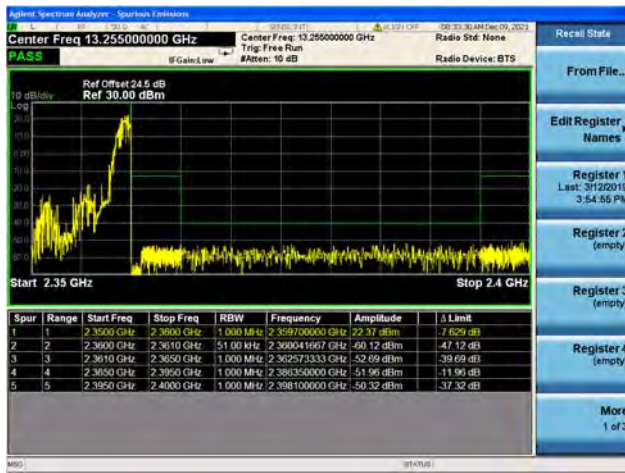 Agilent Spectrum Analyzer - Spurious Emissions
SENSE:INT ALIGN OFF 08:33:30 AM Dec 09, 2021
Center Freq 13.255000000 GHz
Center Freq: 13.255000000 GHz
Radio Std: None
Trig: Free Run
PASS
IFGain:Low
#Atten: 10 dB
Radio Device: BTS
Ref Offset 24.5 dB
10 dB/div Ref 30.00 dBm
Log
Start 2.35 GHz
Stop 2.4 GHz
Spur Range Start Freq Stop Freq RBW Frequency Amplitude Δ Limit
1 1 2.3500 GHz 2.3600 GHz 1.000 MHz 2.359700000 GHz 22.37 dBm -7.629 dB
2 2 2.3600 GHz 2.3610 GHz 51.00 kHz 2.360041667 GHz -60.12 dBm -47.12 dB
3 3 2.3610 GHz 2.3650 GHz 1.000 MHz 2.362573333 GHz -52.69 dBm -39.69 dB
4 4 2.3650 GHz 2.3950 GHz 1.000 MHz 2.386350000 GHz -51.96 dBm -11.96 dB
5 5 2.3950 GHz 2.4000 GHz 1.000 MHz 2.398100000 GHz -50.32 dBm -37.32 dB
MSG
STATUS
Recall State
From File..
Edit Register
Names
Register 1
Last: 3/12/2019
3:54:55 PM
Register 2
(empty
Register 3
(empty
Register 4
(empty
More
1 of 3